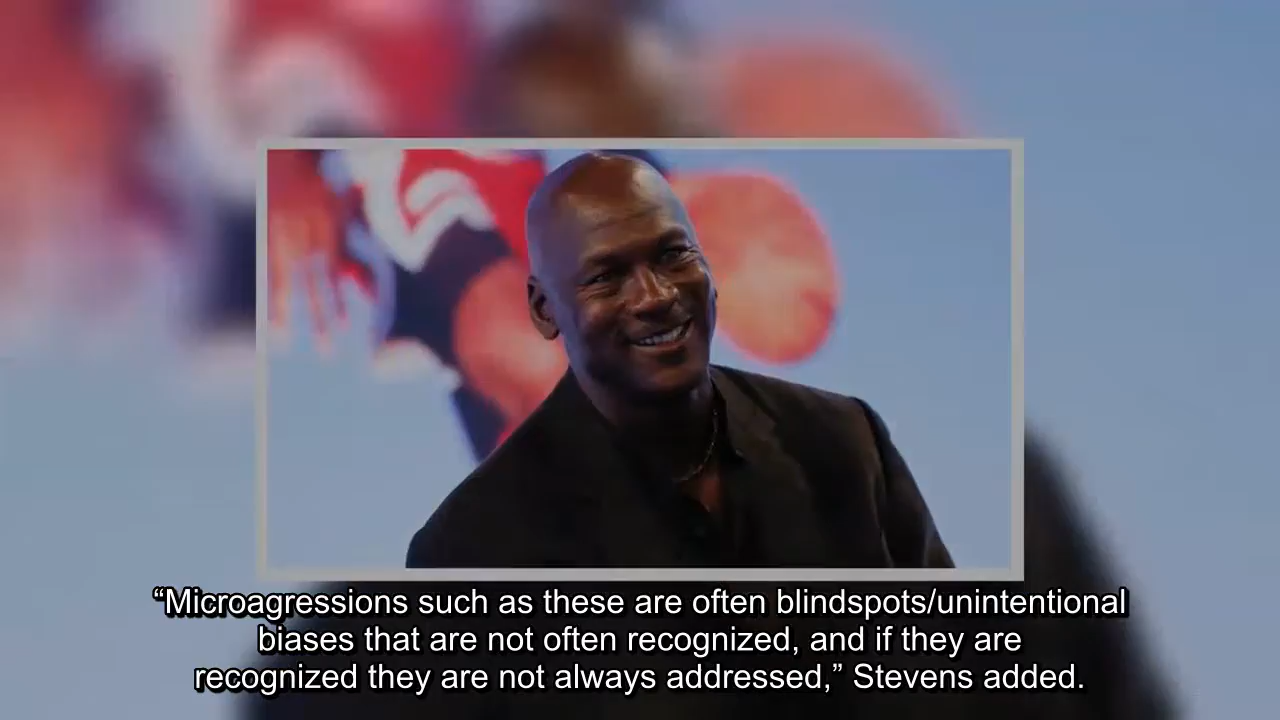 “Microagressions such as these are often blindspots/unintentional
biases that are not often recognized, and if they are
recognized they are not always addressed,” Stevens added.